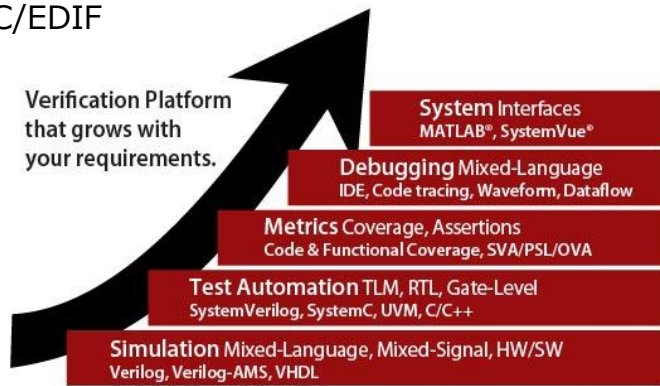 C/EDIF
Verification Platform
that grows with
your requirements.
System Interfaces
MATLAB®, SystemVue®
Debugging Mixed-Language
IDE, Code tracing, Waveform, Dataflow
Metrics Coverage, Assertions
Code & Functional Coverage, SVA/PSL/OVA
Test Automation TLM, RTL, Gate-Level
SystemVerilog, SystemC, UVM, C/C++
Simulation Mixed-Language, Mixed-Signal, HW/SW
Verilog, Verilog-AMS, VHDL